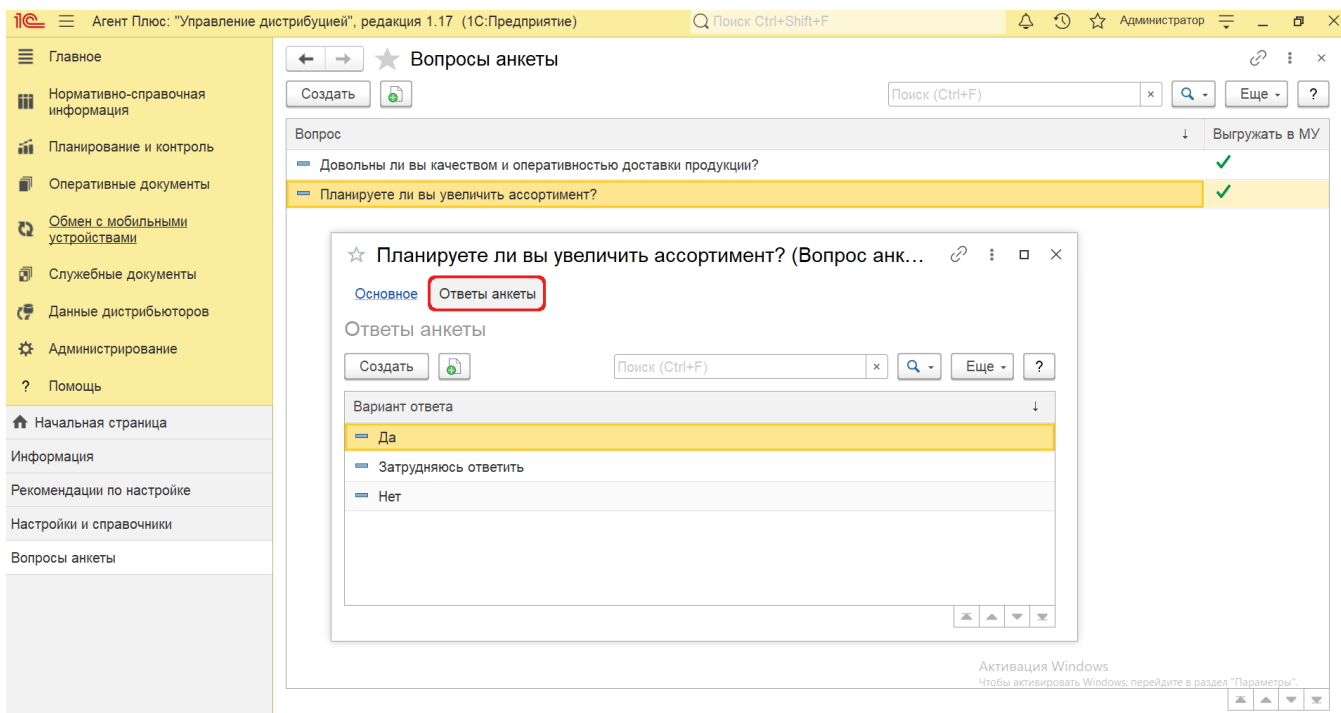 1С Агент Плюс: "Управление дистрибуцией", редакция 1.17 (1С:Предприятие) Поиск Ctrl+Shift+F Администратор
Главное
Нормативно-справочная
информация
Планирование и контроль
Оперативные документы
Обмен с мобильными
устройствами
Служебные документы
Данные дистрибьюторов
Администрирование
? Помощь
Начальная страница
Информация
Рекомендации по настройке
Настройки и справочники
Вопросы анкеты
Вопросы анкеты
Создать Поиск (Ctrl+F) × Еще ?
Вопрос ↓ Выгружать в МУ
Довольны ли вы качеством и оперативностью доставки продукции?
Планируете ли вы увеличить ассортимент?
Планируете ли вы увеличить ассортимент? (Вопрос анк...
Основное Ответы анкеты
Ответы анкеты
Создать Поиск (Ctrl+F) × Еще ?
Вариант ответа ↓
Да
Затрудняюсь ответить
Нет
Активация Windows
Чтобы активировать Windows, перейдите в раздел "Параметры".